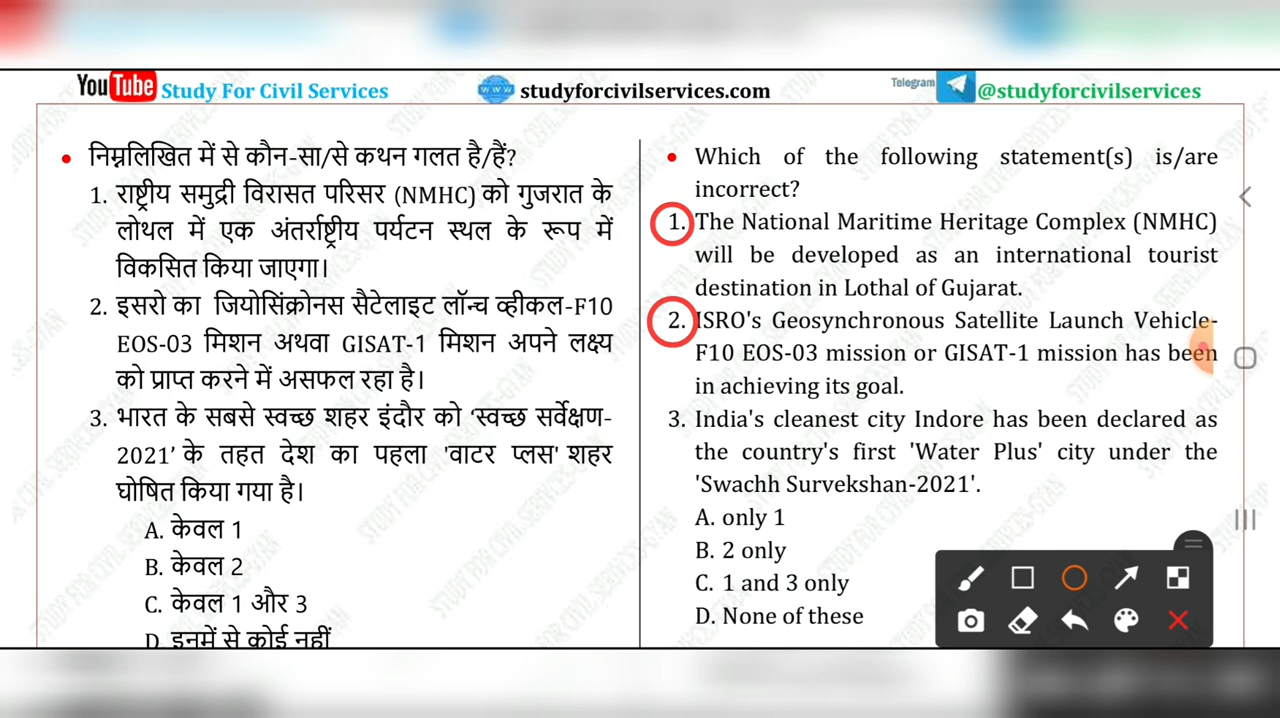 YouTube Study For Civil Services
www studyforcivilservices.com
Telegram @studyforcivilservices
• निम्नलिखित में से कौन-सा/से कथन गलत है/हैं?
1. राष्ट्रीय समुद्री विरासत परिसर (NMHC) को गुजरात के
लोथल में एक अंतर्राष्ट्रीय पर्यटन स्थल के रूप में
विकसित किया जाएगा।
2. इसरो का जियोसिंक्रोनस सैटेलाइट लॉन्च व्हीकल-F10
EOS-03 मिशन अथवा GISAT-1 मिशन अपने लक्ष्य
को प्राप्त करने में असफल रहा है।
3. भारत के सबसे स्वच्छ शहर इंदौर को ‘स्वच्छ सर्वेक्षण-
2021’ के तहत देश का पहला 'वाटर प्लस' शहर
घोषित किया गया है।
A. केवल 1
B. केवल 2
C. केवल 1 और 3
D. इनमें से कोई नहीं
• Which of the following statement(s) is/are
incorrect?
1. The National Maritime Heritage Complex (NMHC)
will be developed as an international tourist
destination in Lothal of Gujarat.
2. ISRO's Geosynchronous Satellite Launch Vehicle-
F10 EOS-03 mission or GISAT-1 mission has been
in achieving its goal.
3. India's cleanest city Indore has been declared as
the country's first 'Water Plus' city under the
'Swachh Survekshan-2021'.
A. only 1
B. 2 only
C. 1 and 3 only
D. None of these